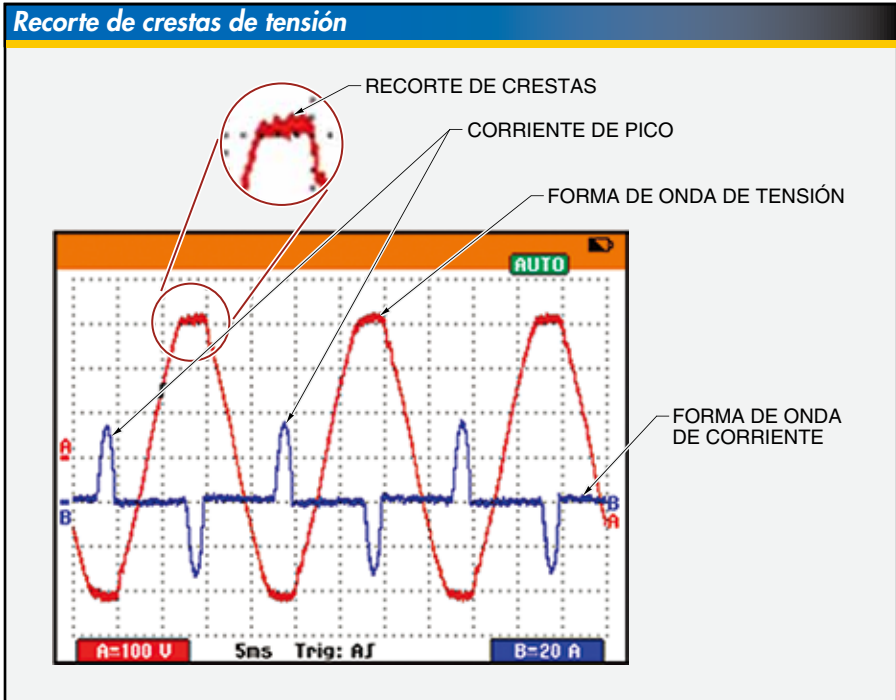 Recorte de crestas de tensión
RECORTE DE CRESTAS
CORRIENTE DE PICO
FORMA DE ONDA DE TENSIÓN
AUTO
A
FORMA DE ONDA
DE CORRIENTE
B
B
A
A=100 V 5ms Trig: A∫ B=20 A